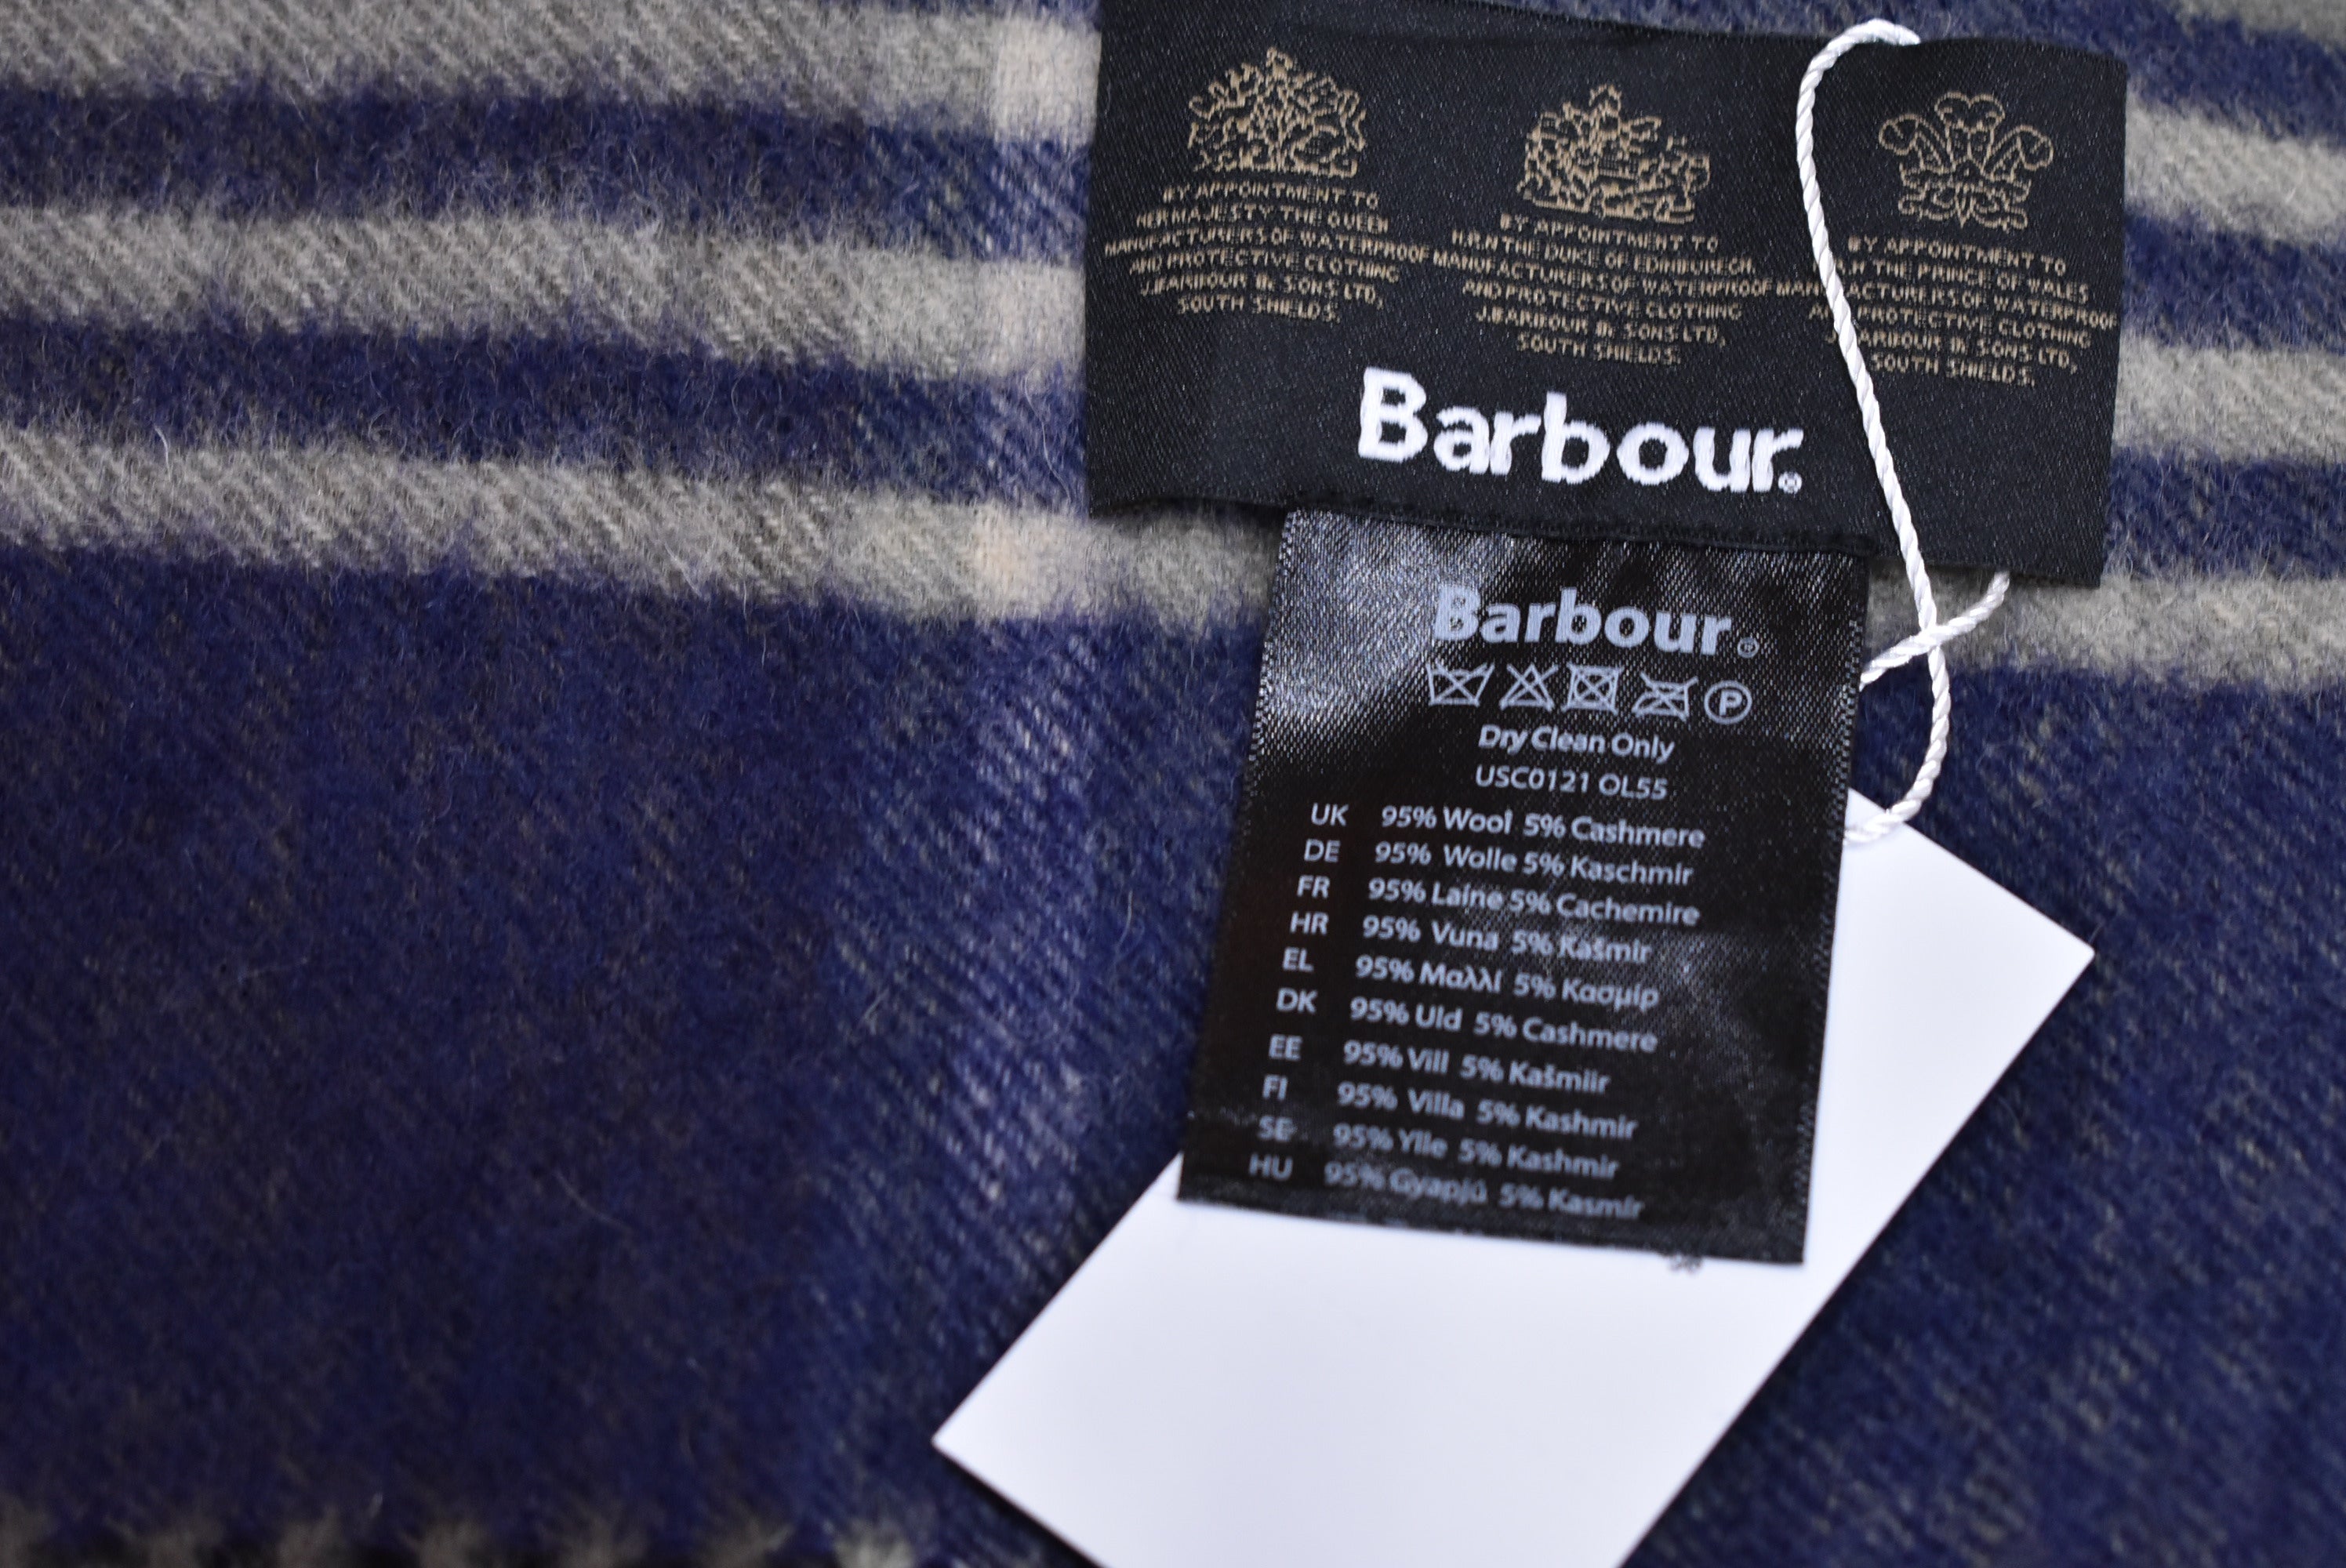 BY APPOINTMENT TO
HER MAJESTY THE QUEEN
MANUFACTURERS OF WATERPROOF
AND PROTECTIVE CLOTHING
J.BARBOUR & SONS LTD,
SOUTH SHIELDS.
BY APPOINTMENT TO
H.R.H THE DUKE OF EDINBURGH
MANUFACTURERS OF WATERPROOF
AND PROTECTIVE CLOTHING
J.BARBOUR & SONS LTD,
SOUTH SHIELDS.
BY APPOINTMENT TO
THE PRINCE OF WALES
MANUFACTURERS OF WATERPROOF
PROTECTIVE CLOTHING
J.BARBOUR & SONS LTD,
SOUTH SHIELDS.
Barbour®
Barbour®
P
Dry Clean Only
USC0121 OL55
UK 95% Wool 5% Cashmere
DE 95% Wolle 5% Kaschmir
FR 95% Laine 5% Cachemire
HR 95% Vuna 5% Kašmir
EL 95% Μαλλί 5% Κασμίρ
DK 95% Uld 5% Cashmere
EE 95% Vill 5% Kašmiir
FI 95% Villa 5% Kashmir
SE 95% Ylle 5% Kashmir
HU 95% Gyapjú 5% Kasmír